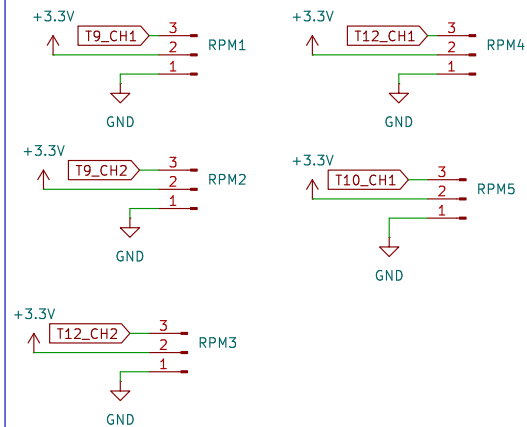 +3.3V
T9_CH1
3
2
1
RPM1
GND
+3.3V
T12_CH1
3
2
1
RPM4
GND
+3.3V
T9_CH2
3
2
1
RPM2
GND
+3.3V
T10_CH1
3
2
1
RPM5
GND
+3.3V
T12_CH2
3
2
1
RPM3
GND